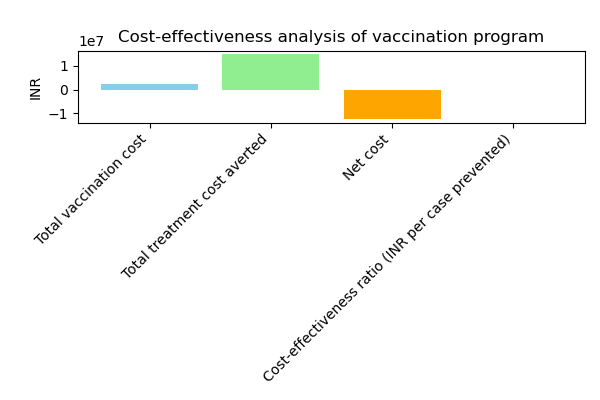 Cost-effectiveness analysis of vaccination program
1e7
1
0
−1
INR
Total vaccination cost
Total treatment cost averted
Net cost
Cost-effectiveness ratio (INR per case prevented)